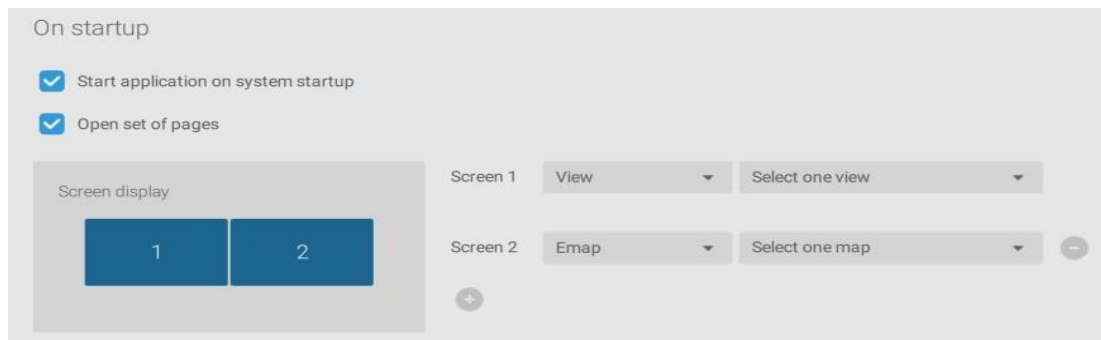 On startup
Start application on system startup
Open set of pages
Screen display
1 2
Screen 1 View Select one view
Screen 2 Emap Select one map